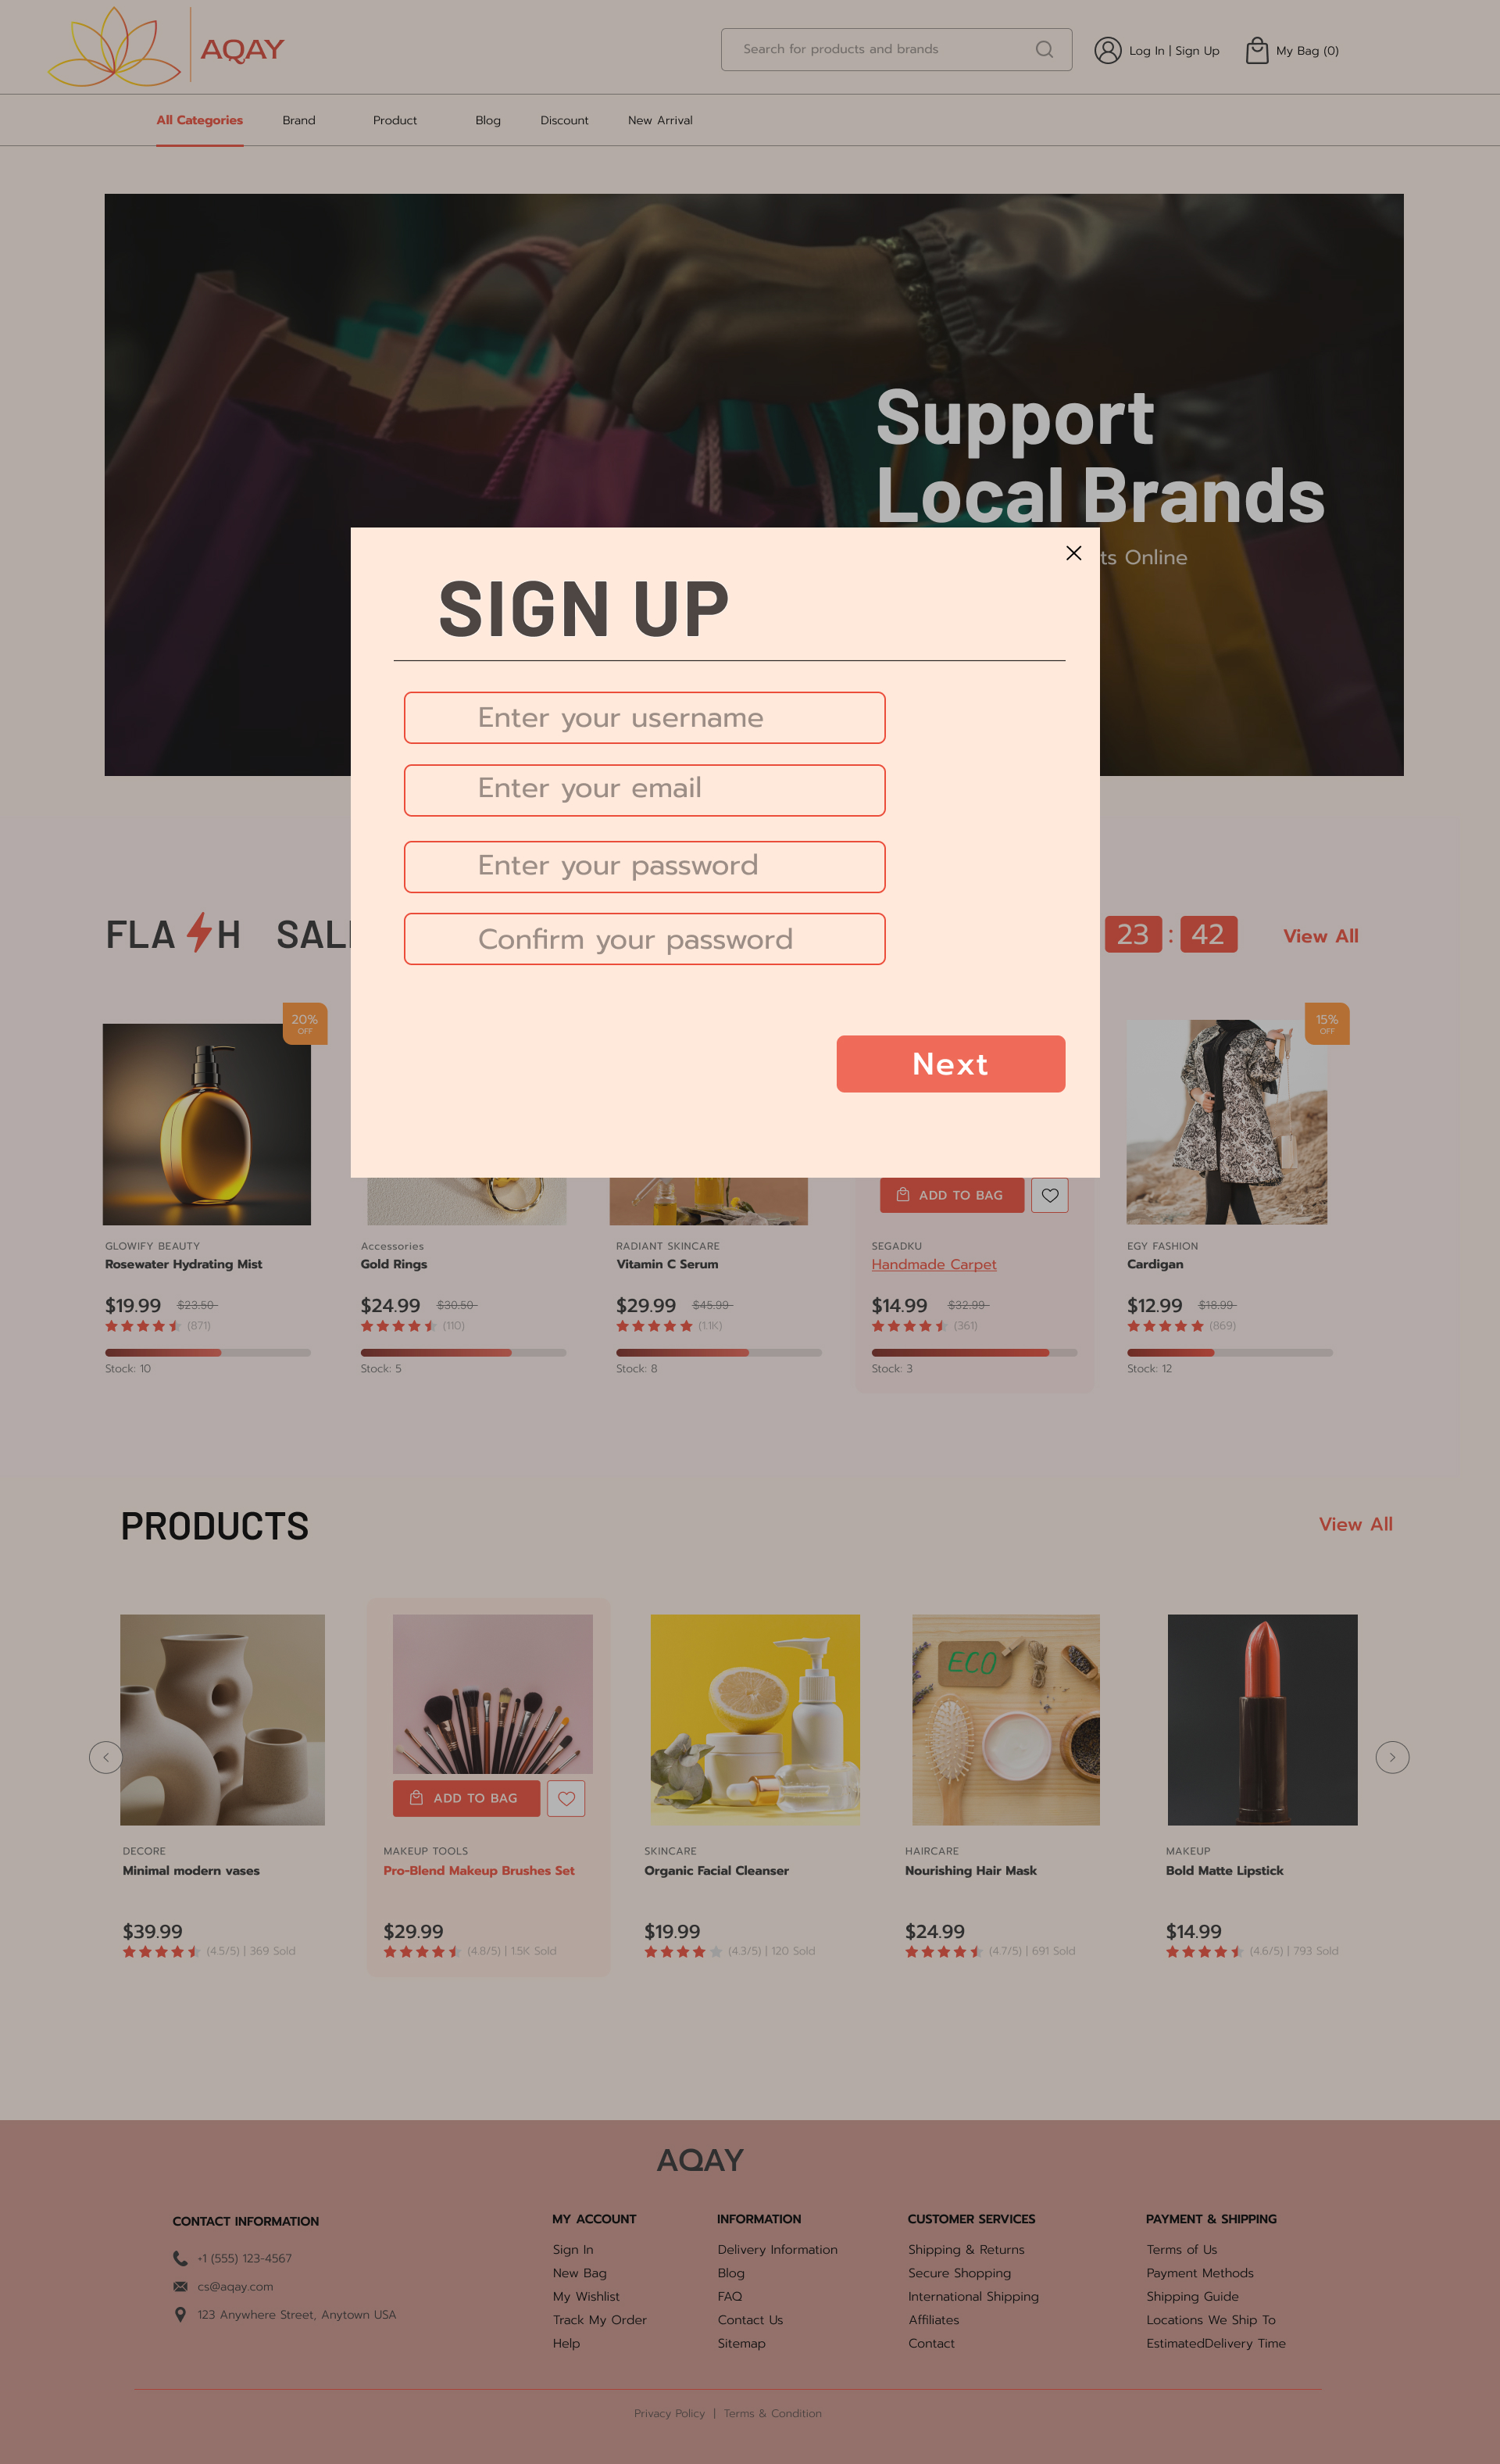 AQAY
Search for products and brands
Log In | Sign Up
My Bag (0)
All Categories
Brand
Product
Blog
Discount
New Arrival
Support
Local Brands
ts Online
SIGN UP
Enter your username
Enter your email
Enter your password
Confirm your password
Next
FLA H SAL
23 : 42
View All
20%
OFF
15%
OFF
ADD TO BAG
GLOWIFY BEAUTY
Rosewater Hydrating Mist
$19.99 $23.50
(871)
Stock: 10
Accessories
Gold Rings
$24.99 $30.50
(110)
Stock: 5
RADIANT SKINCARE
Vitamin C Serum
$29.99 $45.99
(1.1K)
Stock: 8
SEGADKU
Handmade Carpet
$14.99 $32.99
(361)
Stock: 3
EGY FASHION
Cardigan
$12.99 $18.99
(869)
Stock: 12
PRODUCTS
View All
ECO
ADD TO BAG
DECORE
Minimal modern vases
$39.99
(4.5/5) | 369 Sold
MAKEUP TOOLS
Pro-Blend Makeup Brushes Set
$29.99
(4.8/5) | 1.5K Sold
SKINCARE
Organic Facial Cleanser
$19.99
(4.3/5) | 120 Sold
HAIRCARE
Nourishing Hair Mask
$24.99
(4.7/5) | 691 Sold
MAKEUP
Bold Matte Lipstick
$14.99
(4.6/5) | 793 Sold
AQAY
CONTACT INFORMATION
+1 (555) 123-4567
cs@aqay.com
123 Anywhere Street, Anytown USA
MY ACCOUNT
Sign In
New Bag
My Wishlist
Track My Order
Help
INFORMATION
Delivery Information
Blog
FAQ
Contact Us
Sitemap
CUSTOMER SERVICES
Shipping & Returns
Secure Shopping
International Shipping
Affiliates
Contact
PAYMENT & SHIPPING
Terms of Us
Payment Methods
Shipping Guide
Locations We Ship To
EstimatedDelivery Time
Privacy Policy | Terms & Condition